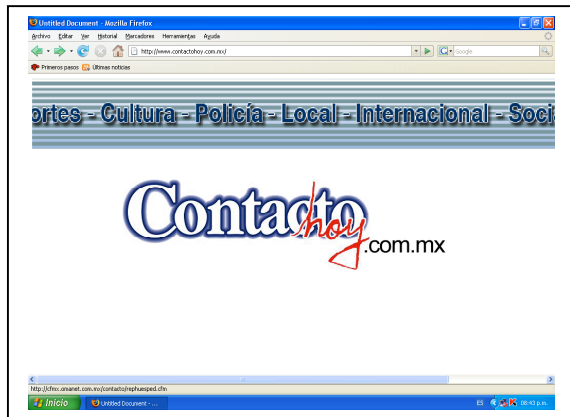 Untitled Document - Mozilla Firefox
Archivo Editar Ver Historial Marcadores Herramientas Ayuda
http://www.contactohoy.com.mx/
Google
Primeros pasos Últimas noticias
ortes - Cultura - Policía - Local - Internacional - Soci
Contacto hoy .com.mx
http://cfmx.omanet.com.mx/contacto/rephuesped.cfm
Inicio Untitled Document - ... ES 08:43 p.m.